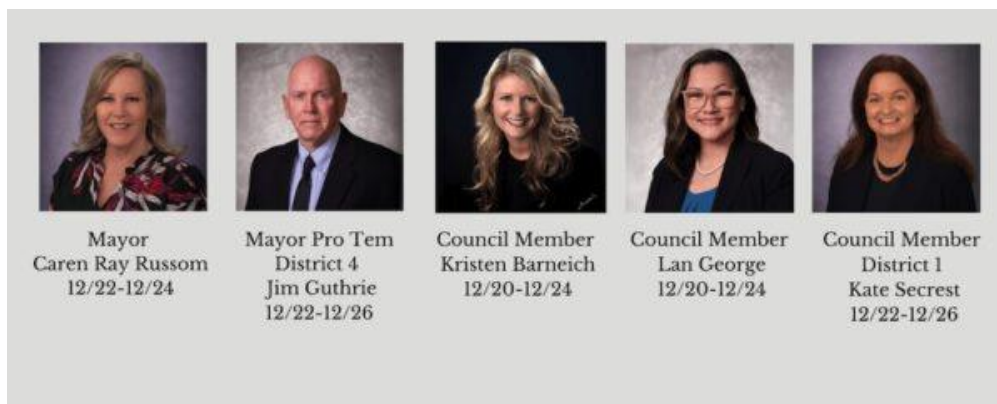 Mayor
Caren Ray Russom
12/22-12/24
Mayor Pro Tem
District 4
Jim Guthrie
12/22-12/26
Council Member
Kristen Barneich
12/20-12/24
Council Member
Lan George
12/20-12/24
Council Member
District 1
Kate Secrest
12/22-12/26